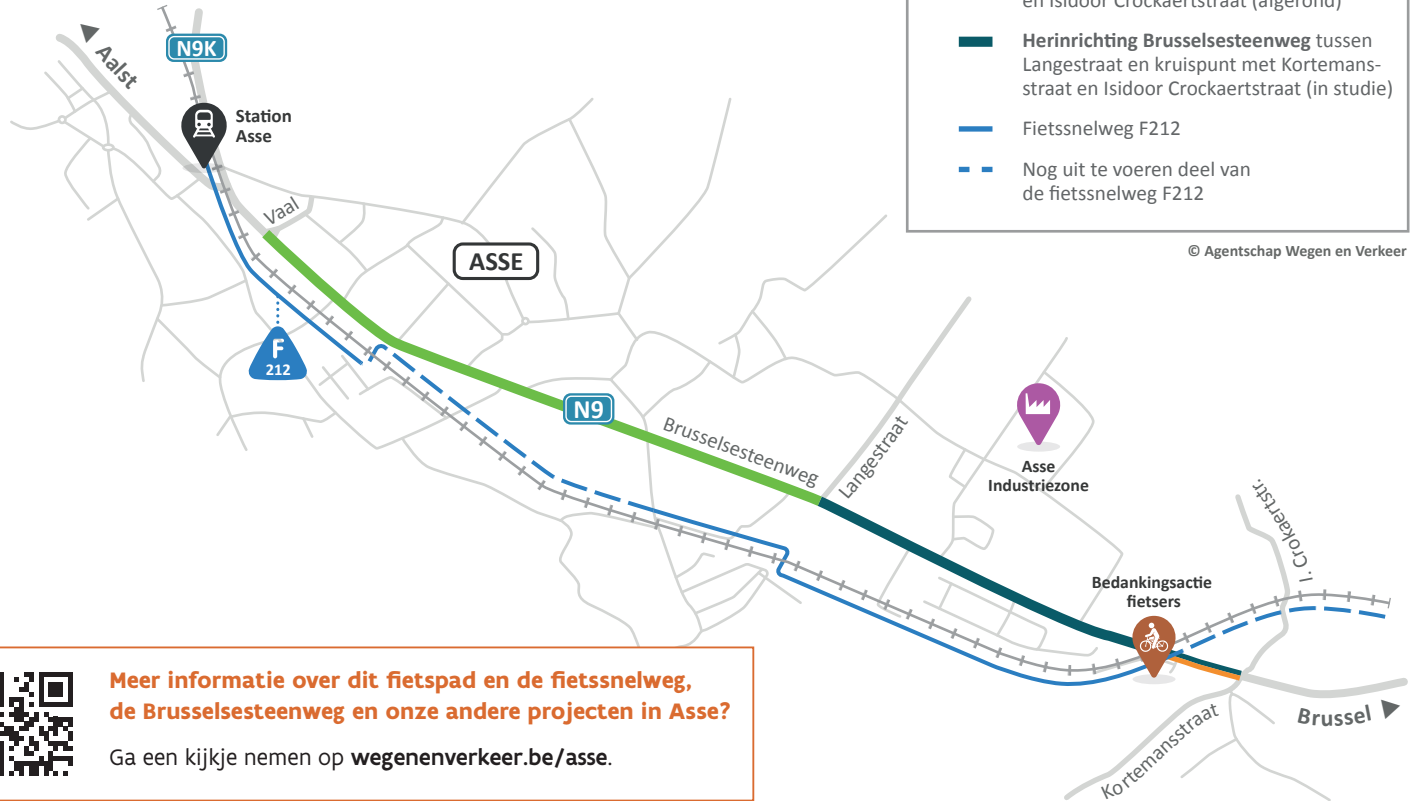 en Isidoor Crockaertstraat (afgerond)
Herinrichting Brusselsesteenweg tussen
Langestraat en kruispunt met Kortemans-
straat en Isidoor Crockaertstraat (in studie)
Fietssnelweg F212
Nog uit te voeren deel van
de fietssnelweg F212
© Agentschap Wegen en Verkeer
N9K
Aalst
Station
Asse
Vaal
ASSE
F
212
N9
Brusselsesteenweg
Langestraat
Asse
Industriezone
I. Crokaertstr.
Bedankingsactie
fietsers
Kortemansstraat
Brussel
Meer informatie over dit fietspad en de fietssnelweg,
de Brusselsesteenweg en onze andere projecten in Asse?
Ga een kijkje nemen op wegenenverkeer.be/asse.